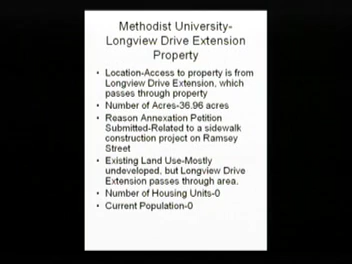 Methodist University-
Longview Drive Extension
Property
• Location-Access to property is from
Longview Drive Extension, which
passes through property
• Number of Acres-36.96 acres
• Reason Annexation Petition
Submitted-Related to a sidewalk
construction project on Ramsey
Street
• Existing Land Use-Mostly
undeveloped, but Longview Drive
Extension passes through area.
• Number of Housing Units-0
• Current Population-0